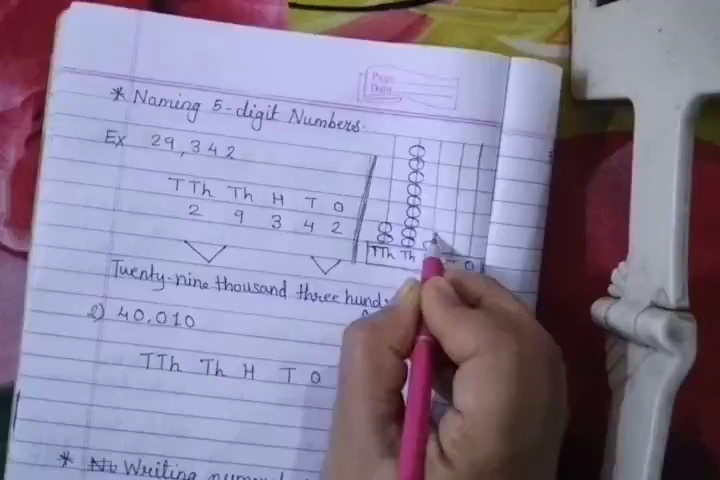 Page
Date
* Naming 5-digit Numbers.
Ex 29,342
TTh Th H T O
2 9 3 4 2
TTh Th T O
Twenty-nine thousand three
2) 40,010
TTh Th H T O
* Writing